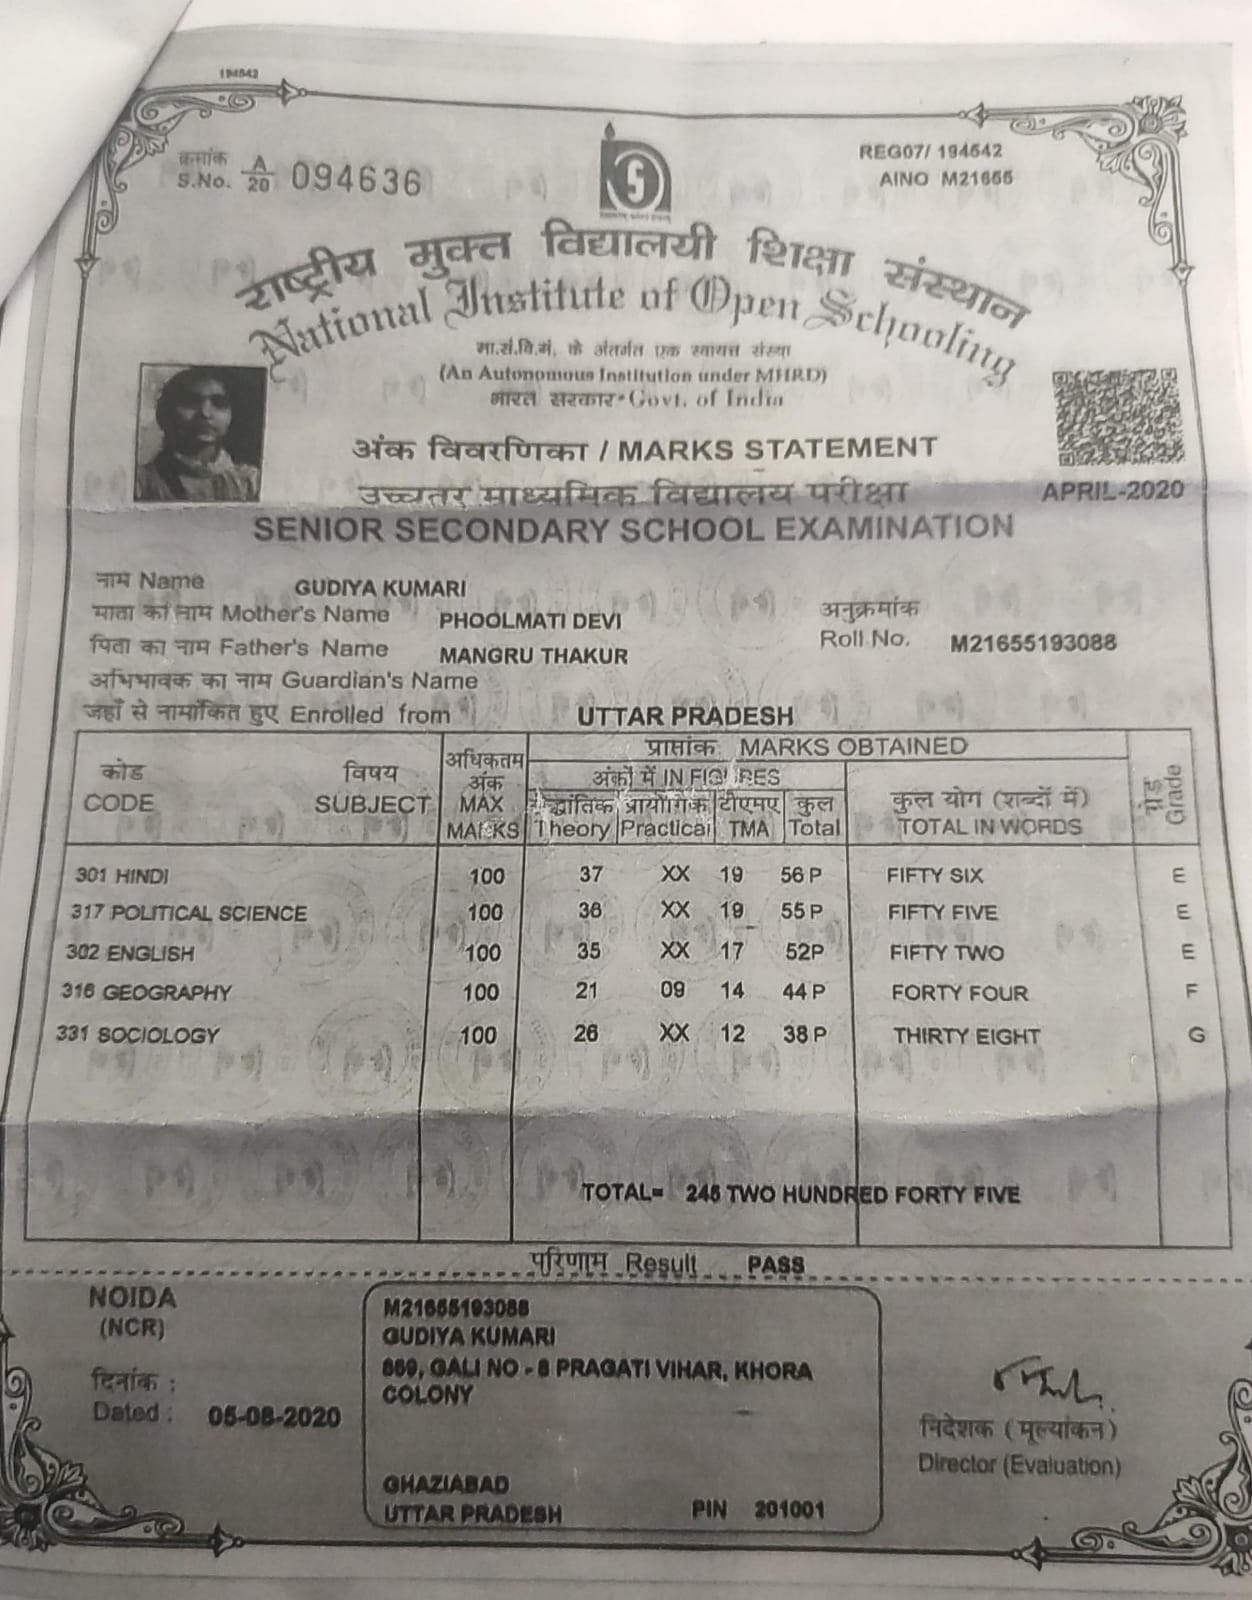 194542
क्रमांक
S.No. A/20 094636
REG07/ 194542
AINO M21655
राष्ट्रीय मुक्त विद्यालयी शिक्षा संस्थान
National Institute of Open Schooling
मा.सं.वि.मं. के अंतर्गत एक स्वायत्त संस्था
(An Autonomous Institution under MHRD)
भारत सरकार Govt. of India
अंक विवरणिका / MARKS STATEMENT
उच्चतर माध्यमिक विद्यालय परीक्षा APRIL-2020
SENIOR SECONDARY SCHOOL EXAMINATION
नाम Name GUDIYA KUMARI
माता का नाम Mother's Name PHOOLMATI DEVI
अनुक्रमांक
Roll No. M21655193088
पिता का नाम Father's Name MANGRU THAKUR
अभिभावक का नाम Guardian's Name
जहाँ से नामांकित हुए Enrolled from UTTAR PRADESH
कोड
CODE
विषय
SUBJECT
अधिकतम
अंक
MAX
MARKS
प्राप्तांक MARKS OBTAINED
अंकों में IN FIGURES
सैद्धांतिक
Theory
प्रायोगिक
Practical
टीएमए
TMA
कुल
Total
कुल योग (शब्दों में)
TOTAL IN WORDS
ग्रेड
Grade
301 HINDI 100 37 XX 19 56 P FIFTY SIX E
317 POLITICAL SCIENCE 100 36 XX 19 55 P FIFTY FIVE E
302 ENGLISH 100 35 XX 17 52P FIFTY TWO E
316 GEOGRAPHY 100 21 09 14 44 P FORTY FOUR F
331 SOCIOLOGY 100 26 XX 12 38 P THIRTY EIGHT G
TOTAL= 245 TWO HUNDRED FORTY FIVE
परिणाम Result PASS
NOIDA
(NCR)
दिनांक :
Dated : 05-08-2020
M21655193088
GUDIYA KUMARI
GALI NO - 8 PRAGATI VIHAR, KHORA
COLONY
GHAZIABAD
UTTAR PRADESH PIN 201001
निदेशक ( मूल्यांकन )
Director (Evaluation)